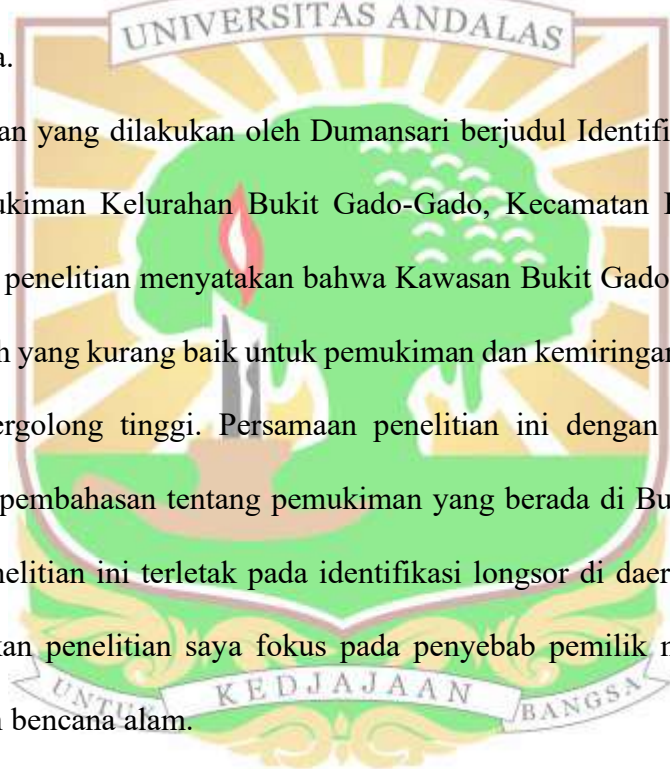 UNIVERSITAS ANDALAS
a.
an yang dilakukan oleh Dumansari berjudul Identifi
ukiman Kelurahan Bukit Gado-Gado, Kecamatan
penelitian menyatakan bahwa Kawasan Bukit Gado
h yang kurang baik untuk pemukiman dan kemiringan
ergolong tinggi. Persamaan penelitian ini dengan
pembahasan tentang pemukiman yang berada di Bu
nelitian ini terletak pada identifikasi longsor di daer
kan penelitian saya fokus pada penyebab pemilik
bencana alam.
UNTUK KEDJAJAAN BANGSA